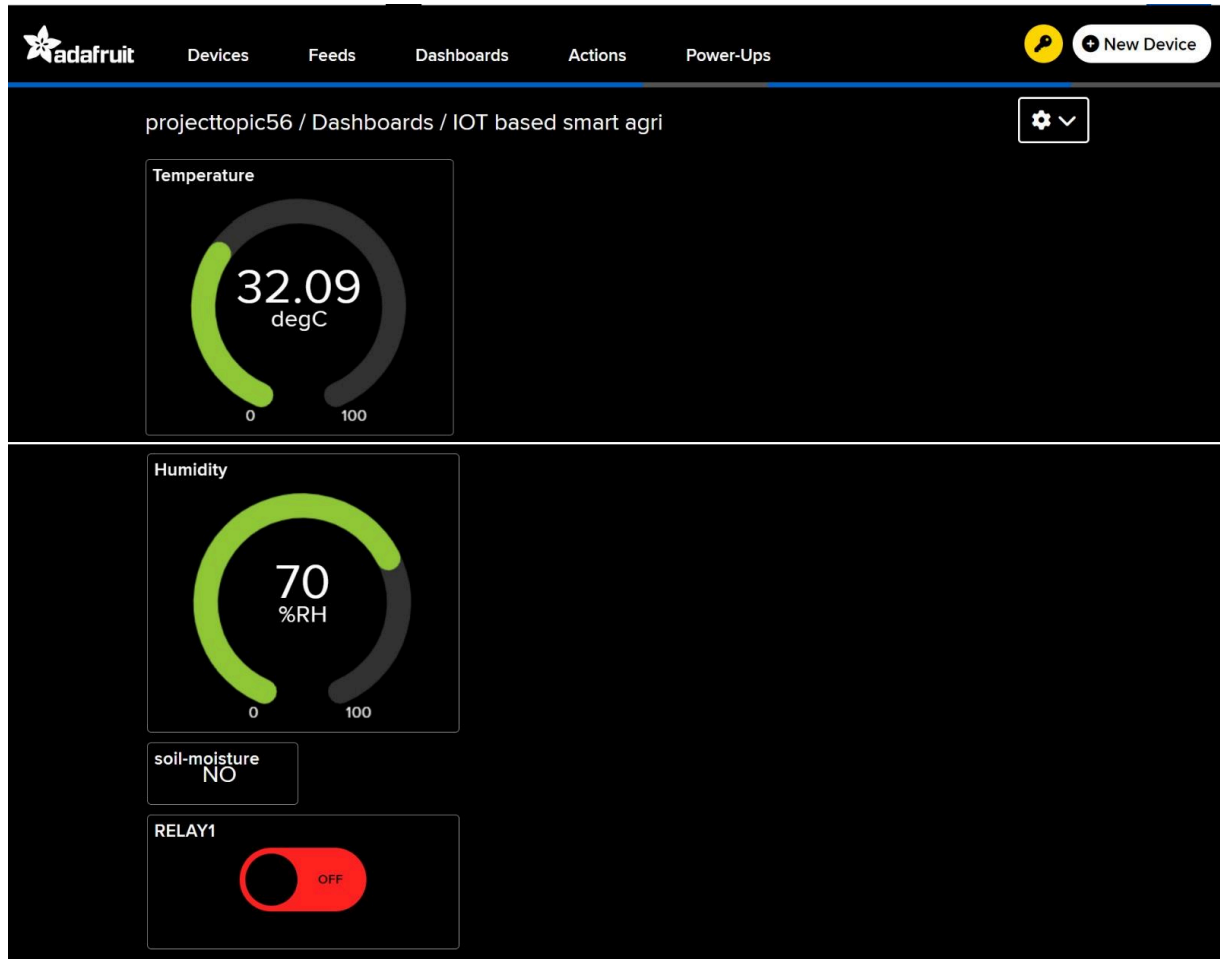 adafruit Devices Feeds Dashboards Actions Power-Ups New Device
projecttopic56 / Dashboards / IOT based smart agri
Temperature
32.09
degC
0 100
Humidity
70
%RH
0 100
soil-moisture
NO
RELAY1
OFF